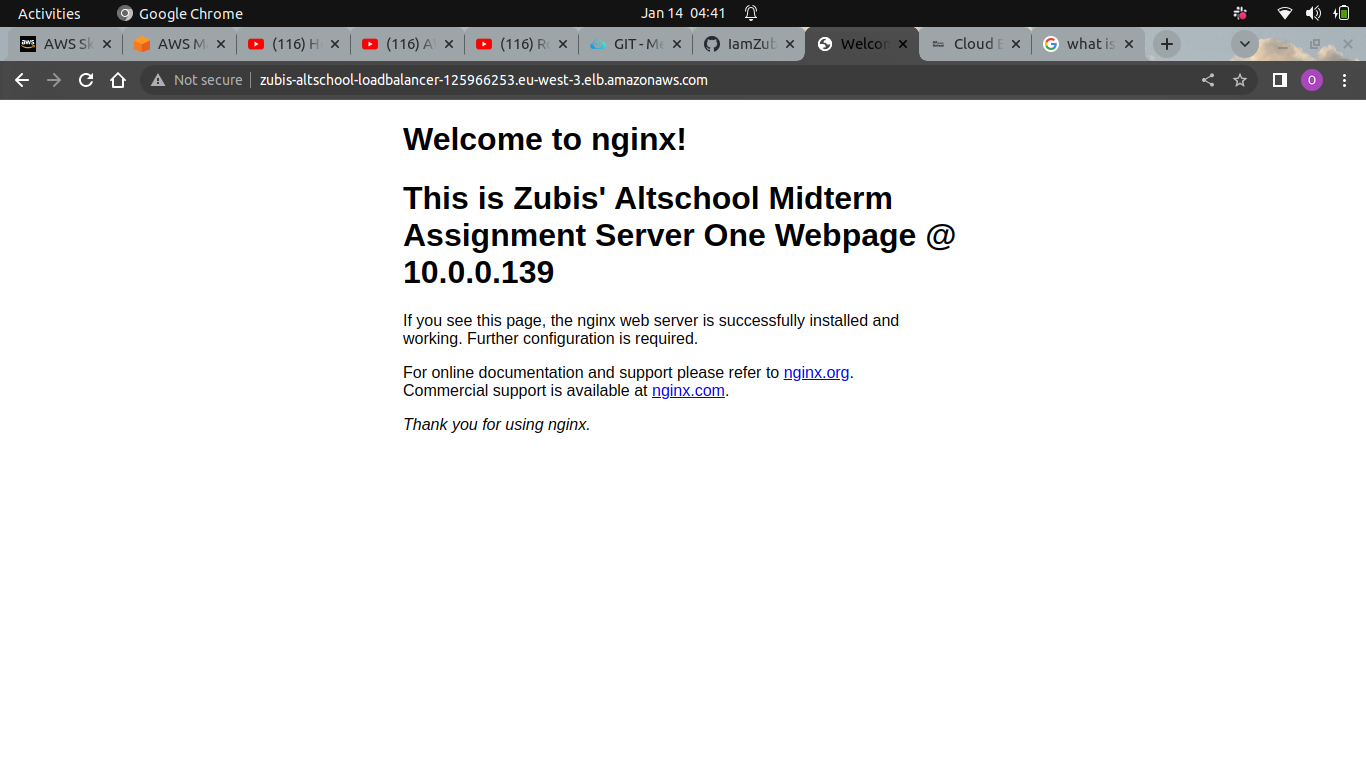 Activities
Google Chrome
Jan 14 04:41
aws
AWS Sk
AWS M
(116) H
(116) A
(116) Ro
GIT - Me
IamZub
Welcon
Cloud E
what is
Not secure
zubis-altschool-loadbalancer-125966253.eu-west-3.elb.amazonaws.com
O
Welcome to nginx!
This is Zubis' Altschool Midterm
Assignment Server One Webpage @
10.0.0.139
If you see this page, the nginx web server is successfully installed and
working. Further configuration is required.
For online documentation and support please refer to nginx.org.
Commercial support is available at nginx.com.
Thank you for using nginx.